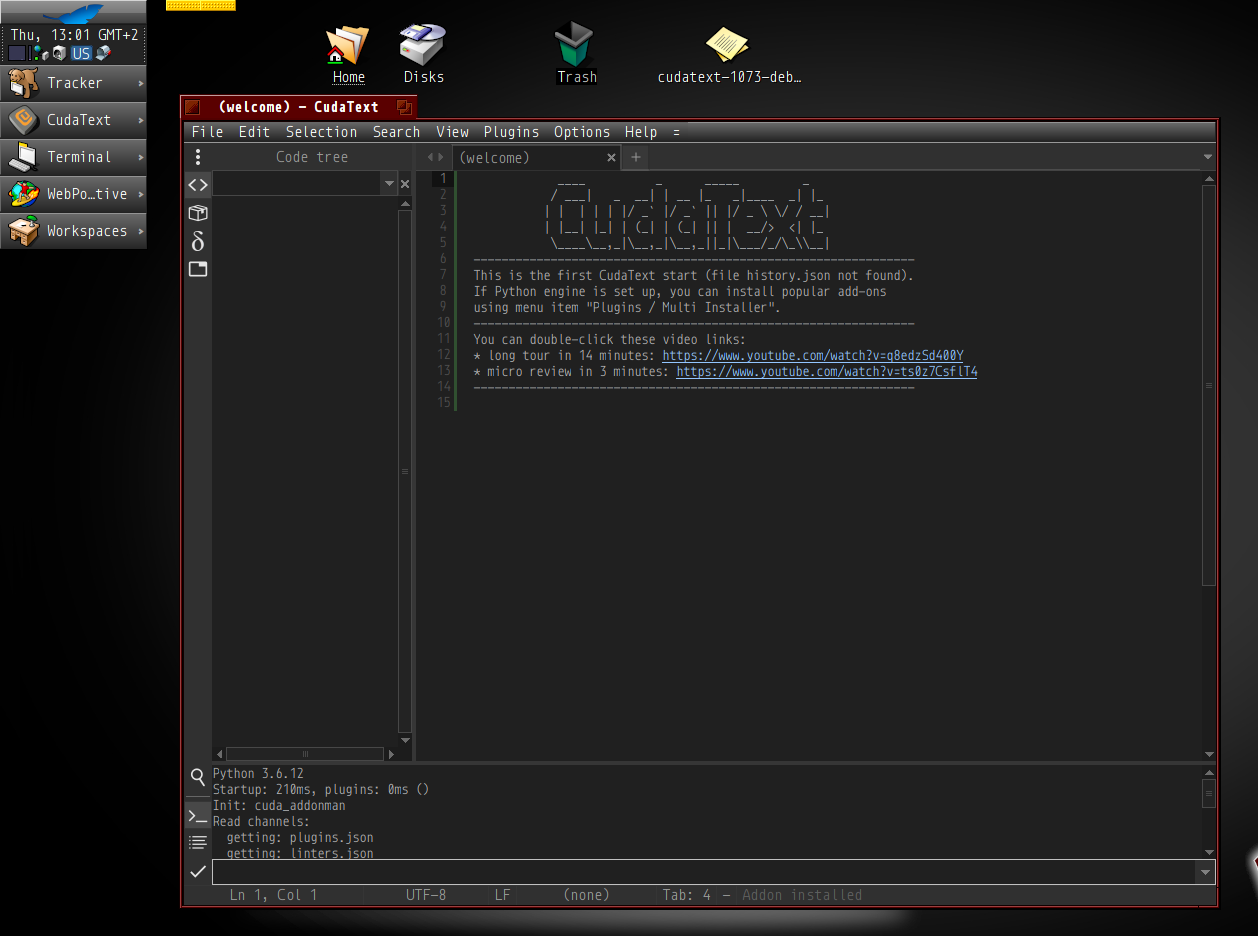 Thu, 13:01 GMT+2
US
Tracker
CudaText
Terminal
WebPo…tive
Workspaces
Home
Disks
Trash
cudatext-1073-deb…
(welcome) - CudaText
File Edit Selection Search View Plugins Options Help =
Code tree
(welcome)
1
2
3
4
5
6 ---------------------------------------------------------------
7 This is the first CudaText start (file history.json not found).
8 If Python engine is set up, you can install popular add-ons
9 using menu item "Plugins / Multi Installer".
10 ---------------------------------------------------------------
11 You can double-click these video links:
12 * long tour in 14 minutes: https://www.youtube.com/watch?v=q8edzSd400Y
13 * micro review in 3 minutes: https://www.youtube.com/watch?v=ts0z7CsflT4
14 ---------------------------------------------------------------
15
Python 3.6.12
Startup: 210ms, plugins: 0ms ()
Init: cuda_addonman
Read channels:
getting: plugins.json
getting: linters.json
Ln 1, Col 1 UTF-8 LF (none) Tab: 4 - Addon installed